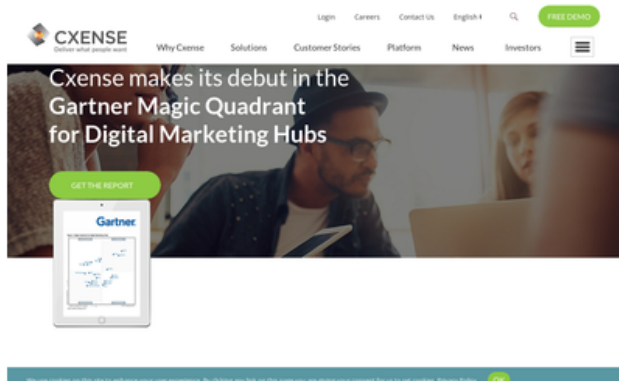 Login Careers Contact Us English FREE DEMO
CXENSE
Deliver what people want
Why Cxense Solutions Customer Stories Platform News Investors
Cxense makes its debut in the
Gartner Magic Quadrant
for Digital Marketing Hubs
GET THE REPORT
Gartner
OK